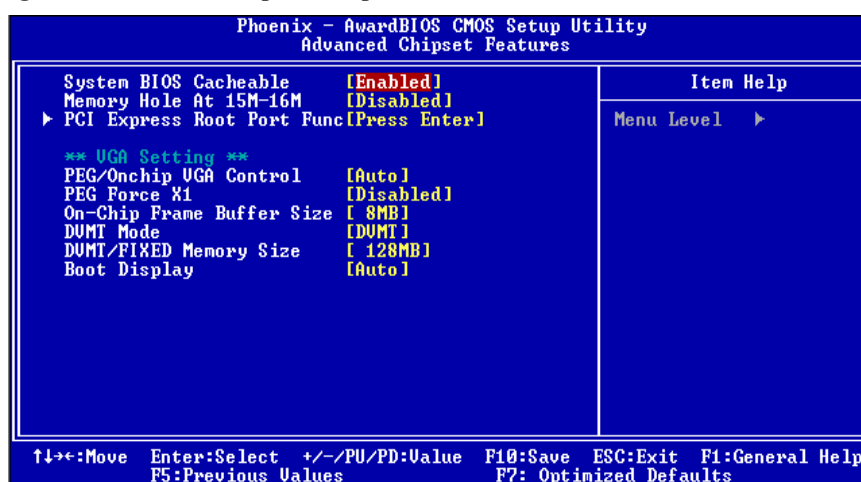 Phoenix - AwardBIOS CMOS Setup Utility
Advanced Chipset Features
System BIOS Cacheable [Enabled]
Memory Hole At 15M-16M [Disabled]
► PCI Express Root Port Func[Press Enter]
** VGA Setting **
PEG/Onchip VGA Control [Auto]
PEG Force X1 [Disabled]
On-Chip Frame Buffer Size [ 8MB]
DVMT Mode [DVMT]
DVMT/FIXED Memory Size [ 128MB]
Boot Display [Auto]
Item Help
Menu Level ►
↑↓→←:Move Enter:Select +/-/PU/PD:Value F10:Save ESC:Exit F1:General Help
F5:Previous Values F7: Optimized Defaults